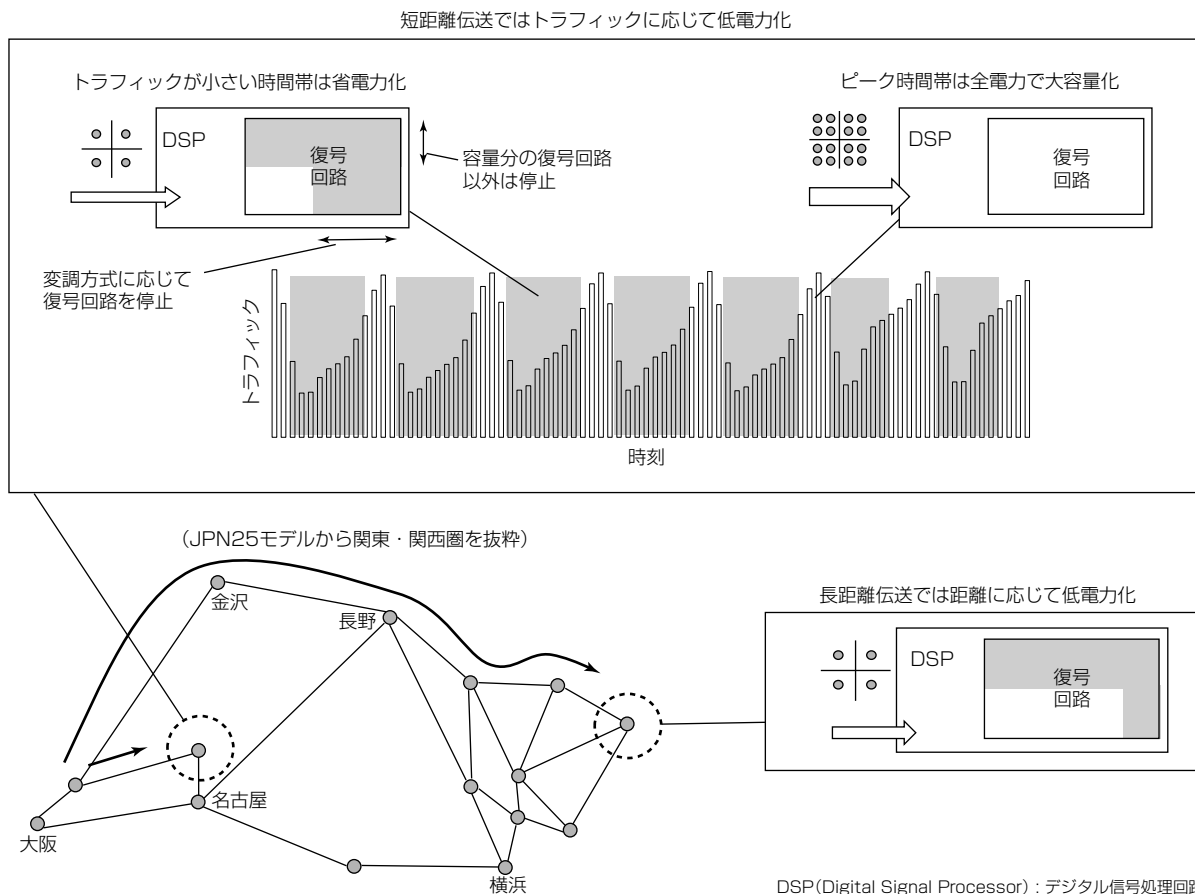 短距離伝送ではトラフィックに応じて低電力化
トラフィックが小さい時間帯は省電力化
ピーク時間帯は全電力で大容量化
DSP
復号
回路
容量分の復号回路
以外は停止
DSP
復号
回路
変調方式に応じて
復号回路を停止
トラフィック
時刻
(JPN25モデルから関東・関西圏を抜粋)
金沢
長野
名古屋
大阪
横浜
長距離伝送では距離に応じて低電力化
DSP
復号
回路
DSP(Digital Signal Processor):デジタル信号処理回路